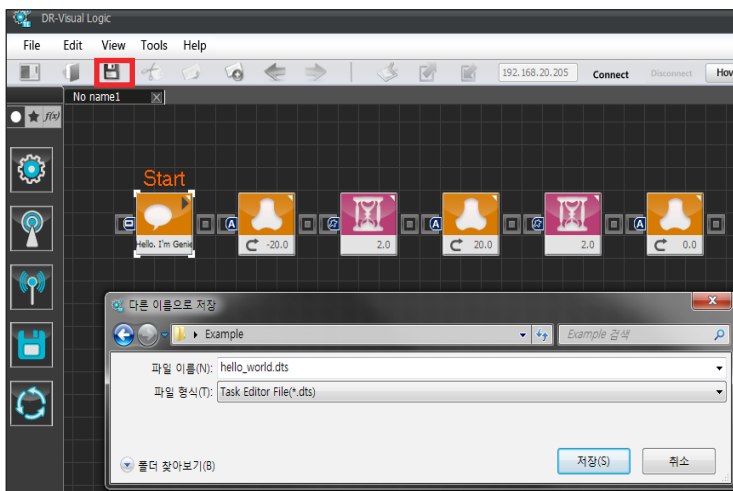 DR-Visual Logic
File Edit View Tools Help
192.168.20.205 Connect Disconnect
No name1
f(x)
Start
Hello. I'm Genie
A -20.0
2.0
A 20.0
2.0
A 0.0
다른 이름으로 저장
Example
Example 검색
파일 이름(N): hello_world.dts
파일 형식(T): Task Editor File(*.dts)
폴더 찾아보기(B)
저장(S) 취소